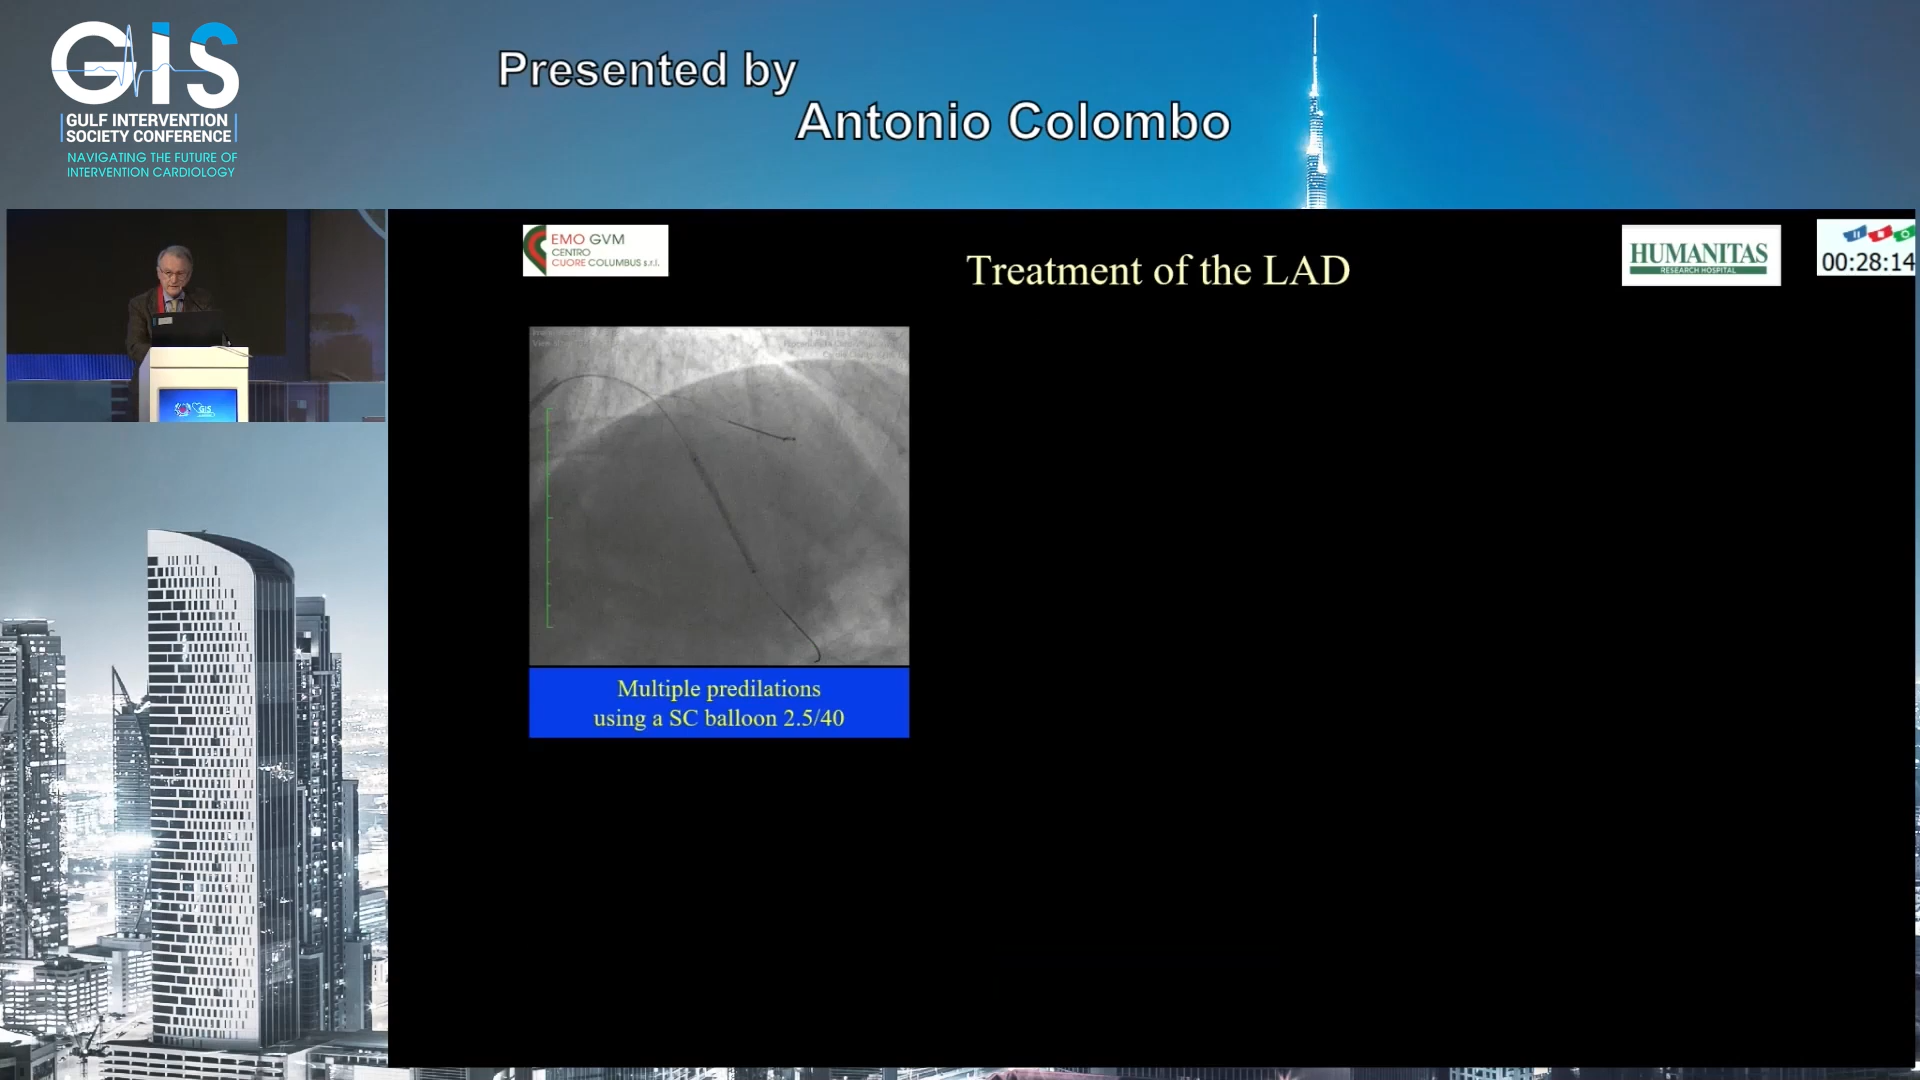 GIS
GULF INTERVENTION
SOCIETY CONFERENCE
NAVIGATING THE FUTURE OF
INTERVENTION CARDIOLOGY
Presented by
Antonio Colombo
EMO GVM
CENTRO
CUORE COLUMBUS s.r.l.
Treatment of the LAD
HUMANITAS
RESEARCH HOSPITAL
00:28:14
Multiple predilations
using a SC balloon 2.5/40
GIS